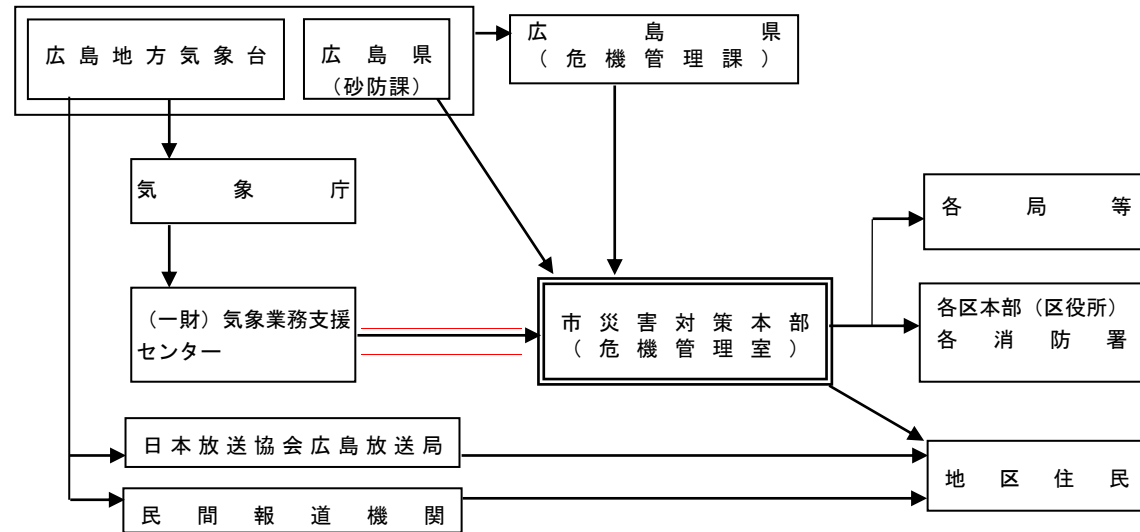 広島地方気象台
広島県
（砂防課）
広島県
（危機管理課）
気象庁
各局等
（一財）気象業務支援
センター
市災害対策本部
（危機管理室）
各区本部（区役所）
各消防署
日本放送協会広島放送局
地区住民
民間報道機関